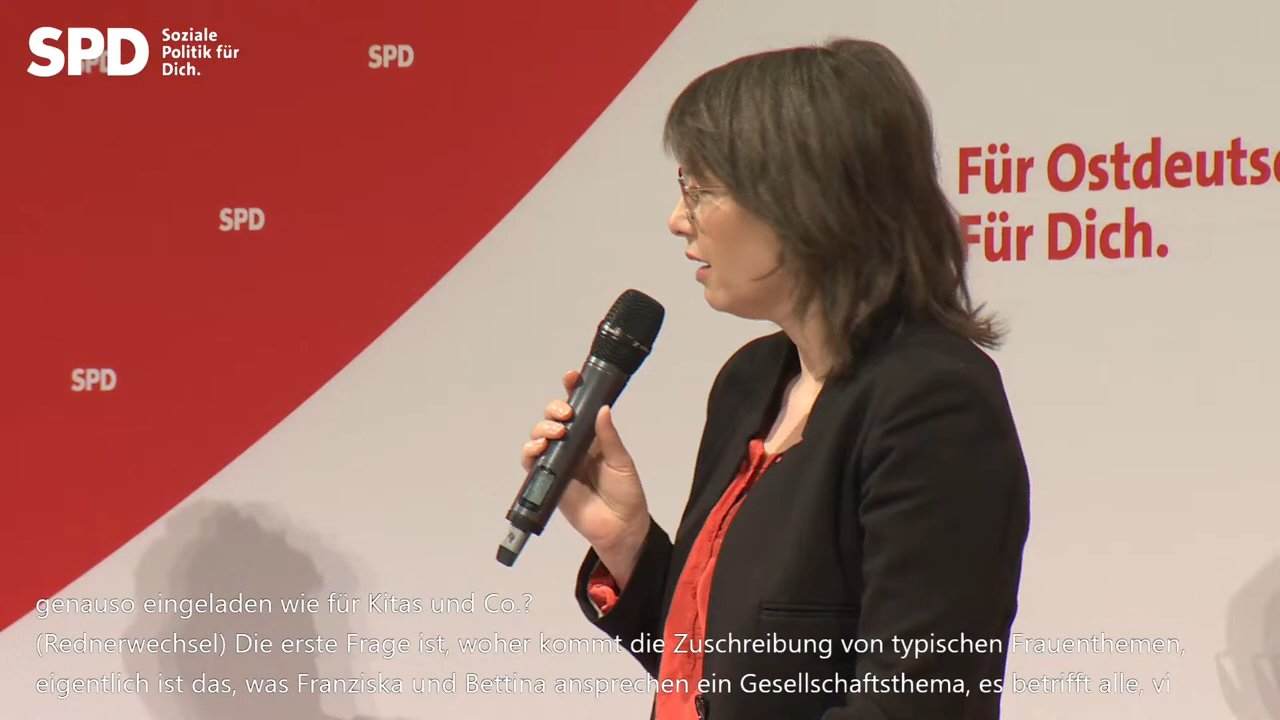 SPD
Soziale
Politik für
Dich.
SPD
SPD
SPD
Für Ostdeutsc
Für Dich.
genauso eingeladen wie für Kitas und Co.?
(Rednerwechsel) Die erste Frage ist, woher kommt die Zuschreibung von typischen Frauenthemen,
eigentlich ist das, was Franziska und Bettina ansprechen ein Gesellschaftsthema, es betrifft alle, vi